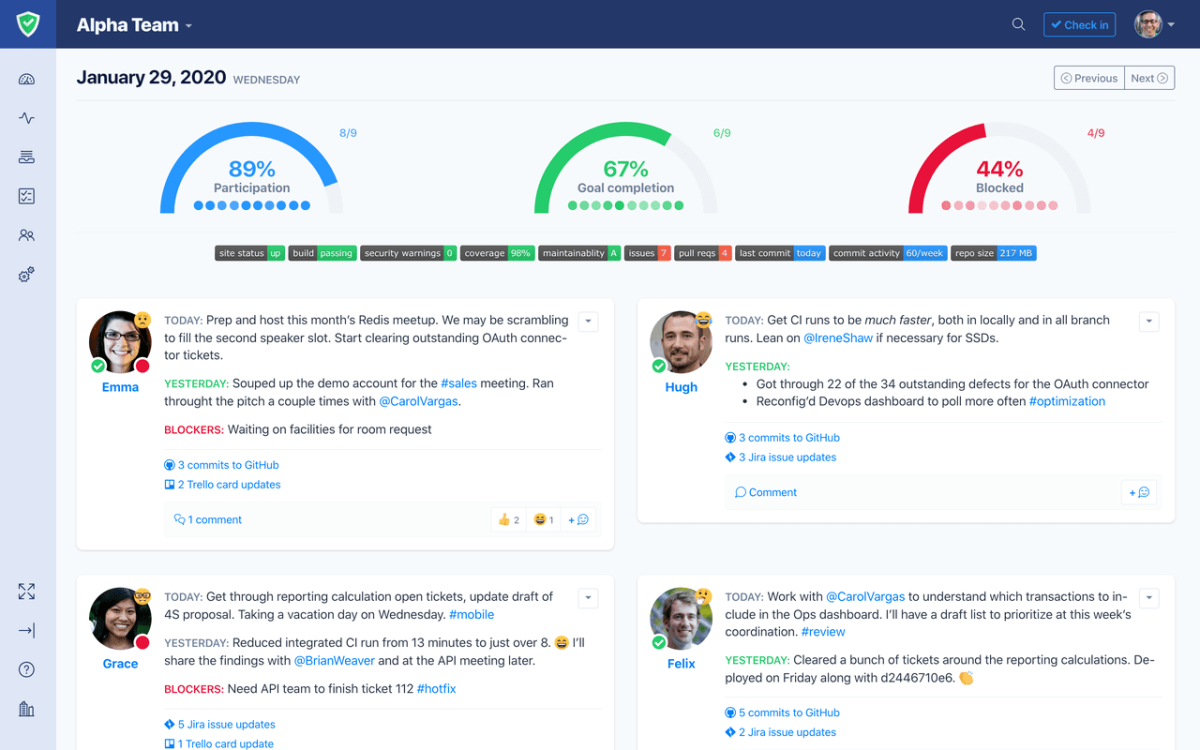 Alpha Team
Check in
January 29, 2020 WEDNESDAY
Previous Next
8/9
89%
Participation
6/9
67%
Goal completion
4/9
44%
Blocked
site status up build passing security warnings 0 coverage 98% maintainablity A issues 7 pull reqs 4 last commit today commit activity 60/week repo size 217 MB
Emma
TODAY: Prep and host this month's Redis meetup. We may be scrambling
to fill the second speaker slot. Start clearing outstanding OAuth connec-
tor tickets.
YESTERDAY: Souped up the demo account for the #sales meeting. Ran
throught the pitch a couple times with @CarolVargas.
BLOCKERS: Waiting on facilities for room request
3 commits to GitHub
2 Trello card updates
1 comment 👍 2 😄 1 +
Hugh
TODAY: Get CI runs to be much faster, both in locally and in all branch
runs. Lean on @IreneShaw if necessary for SSDs.
YESTERDAY:
• Got through 22 of the 34 outstanding defects for the OAuth connector
• Reconfig'd Devops dashboard to poll more often #optimization
3 commits to GitHub
3 Jira issue updates
Comment +
Grace
TODAY: Get through reporting calculation open tickets, update draft of
4S proposal. Taking a vacation day on Wednesday. #mobile
YESTERDAY: Reduced integrated CI run from 13 minutes to just over 8. 😄 I'll
share the findings with @BrianWeaver and at the API meeting later.
BLOCKERS: Need API team to finish ticket 112 #hotfix
5 Jira issue updates
1 Trello card update
Felix
TODAY: Work with @CarolVargas to understand which transactions to in-
clude in the Ops dashboard. I'll have a draft list to prioritize at this week's
coordination. #review
YESTERDAY: Cleared a bunch of tickets around the reporting calculations. De-
ployed on Friday along with d2446710e6. 👏
5 commits to GitHub
2 Jira issue updates